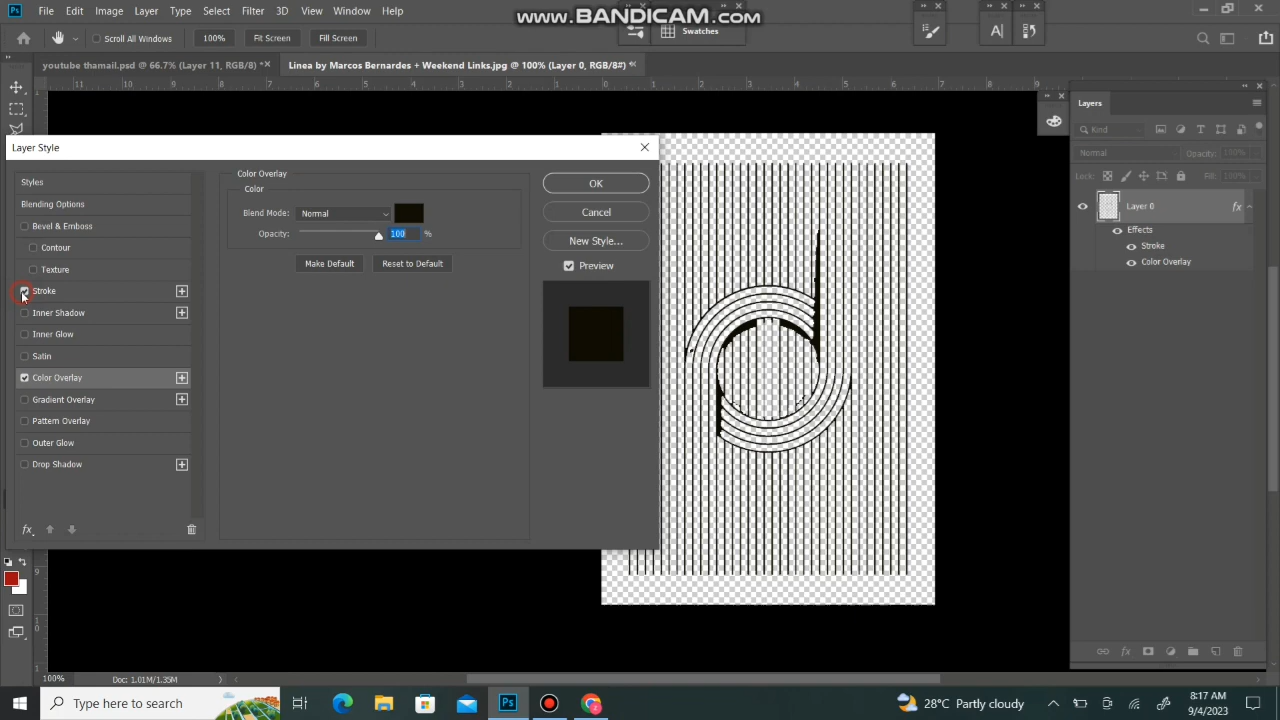 www.BANDICAM.com
Ps File Edit Image Layer Type Select Filter 3D View Window Help
Scroll All Windows 100% Fit Screen Fill Screen
Swatches
youtube thamail.psd @ 66.7% (Layer 11, RGB/8) * Linea by Marcos Bernardes + Weekend Links.jpg @ 100% (Layer 0, RGB/8#) *
Layer Style
Styles
Blending Options
Bevel & Emboss
Contour
Texture
Stroke
Inner Shadow
Inner Glow
Satin
Color Overlay
Gradient Overlay
Pattern Overlay
Outer Glow
Drop Shadow
fx
Color Overlay
Color
Blend Mode: Normal
Opacity: 100 %
Make Default Reset to Default
OK
Cancel
New Style...
Preview
Layers
Kind
Normal Opacity: 100%
Lock: Fill: 100%
Layer 0 fx
Effects
Stroke
Color Overlay
100% Doc: 1.01M/1.35M
Type here to search
28°C Partly cloudy
8:17 AM
9/4/2023